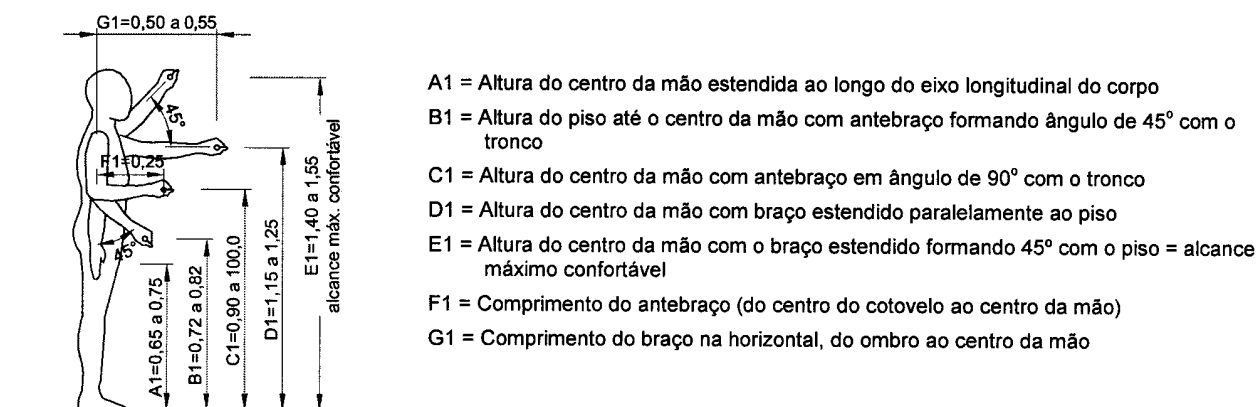 G1=0,50 a 0,55
45°
F1=0,25
45°
A1=0,65 a 0,75
B1=0,72 a 0,82
C1=0,90 a 100,0
D1=1,15 a 1,25
E1=1,40 a 1,55
alcance máx. confortável
A1 = Altura do centro da mão estendida ao longo do eixo longitudinal do corpo
B1 = Altura do piso até o centro da mão com antebraço formando ângulo de 45° com o
tronco
C1 = Altura do centro da mão com antebraço em ângulo de 90° com o tronco
D1 = Altura do centro da mão com braço estendido paralelamente ao piso
E1 = Altura do centro da mão com o braço estendido formando 45º com o piso = alcance
máximo confortável
F1 = Comprimento do antebraço (do centro do cotovelo ao centro da mão)
G1 = Comprimento do braço na horizontal, do ombro ao centro da mão